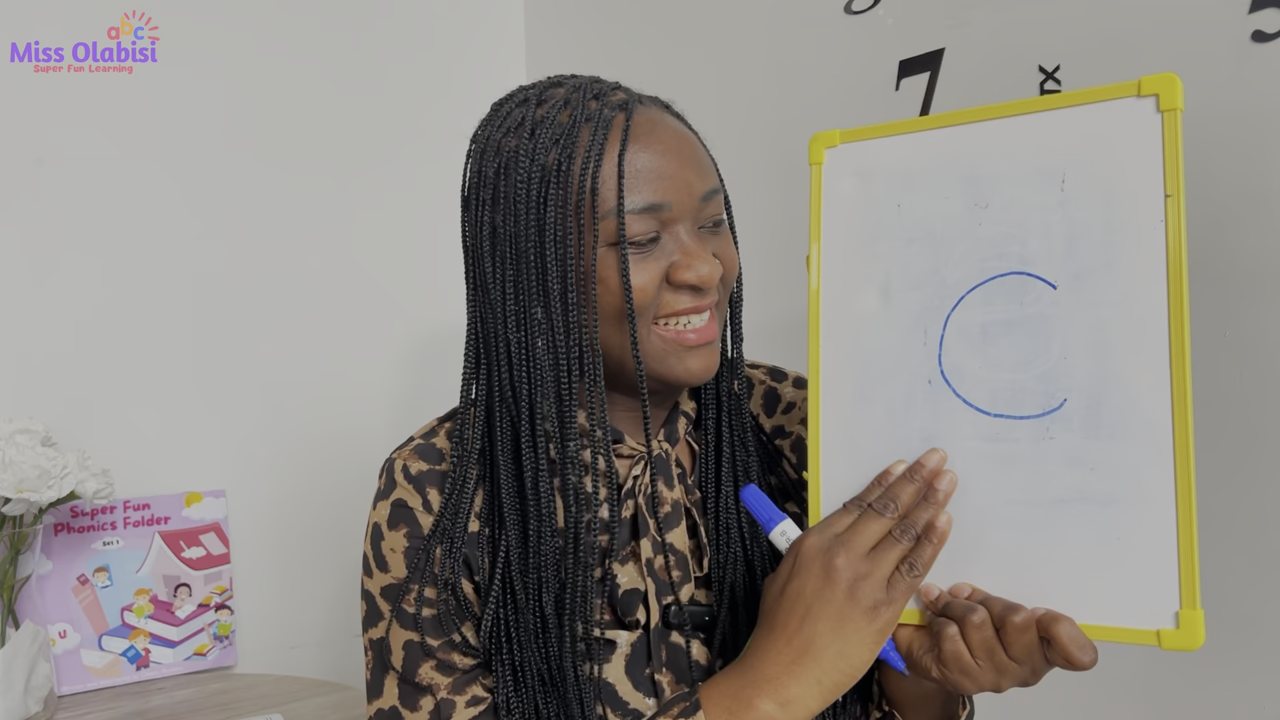 abc
Miss Olabisi
Super Fun Learning
7
C
Super Fun
Phonics Folder
Set 1
U